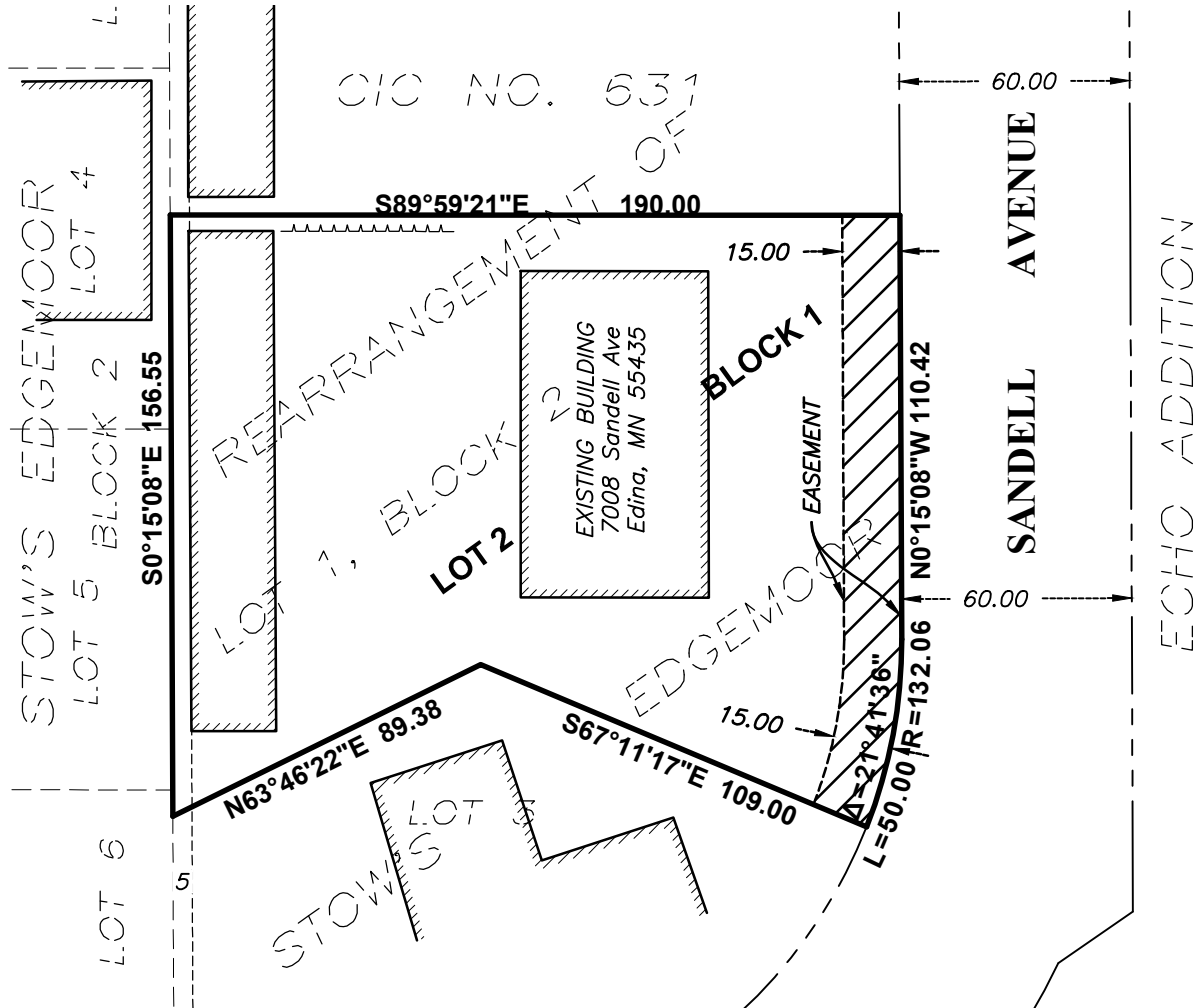 L.
CIC NO. 631
60.00
REARRANGEMENT OF
S89°59'21"E 190.00
AVENUE
STOW'S EDGEMOOR
LOT 4
15.00
BLOCK 1
ECHO ADDITION
S0°15'08"E 156.55
LOT 5 BLOCK 2
LOT 1, BLOCK 2
EXISTING BUILDING
7008 Sandell Ave
Edina, MN 55435
LOT 2
EASEMENT
N0°15'08"W 110.42
SANDELL
60.00
EDGEMOOR
15.00
Δ=21°41'36"
L=50.00 R=132.06
N63°46'22"E 89.38
S67°11'17"E 109.00
LOT 3
STOW'S
LOT 6
5